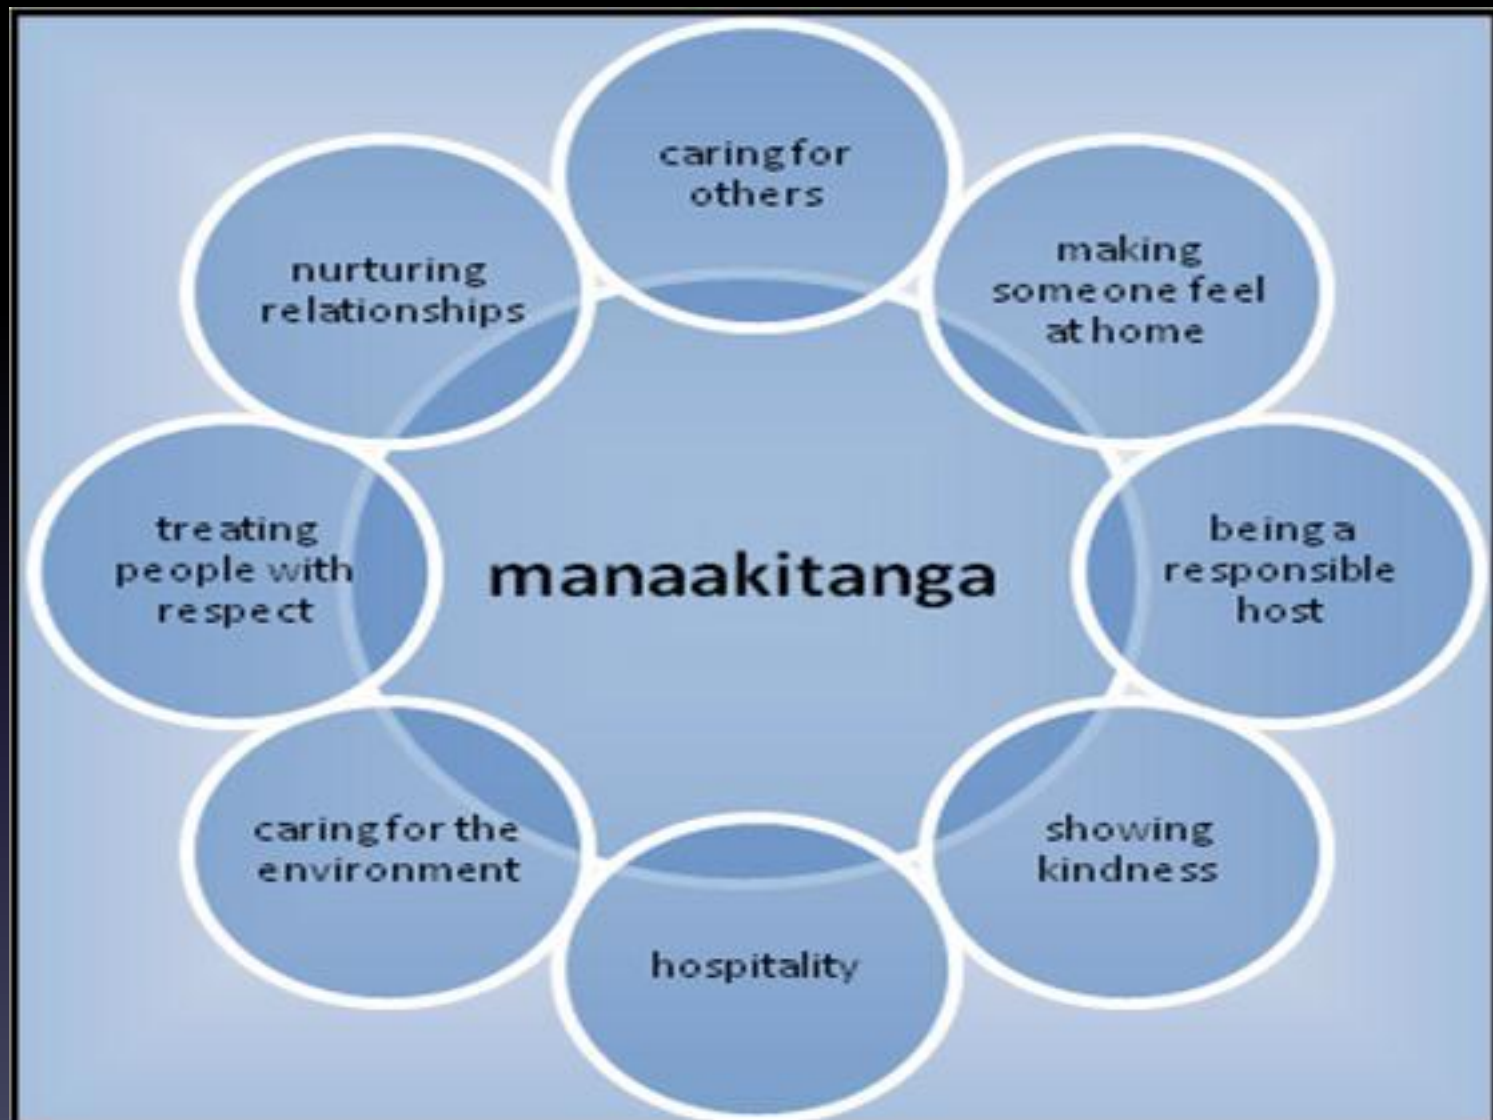 caring for
others
making
someone feel
at home
being a
responsible
host
showing
kindness
hospitality
caring for the
environment
treating
people with
respect
nurturing
relationships
manaakitanga